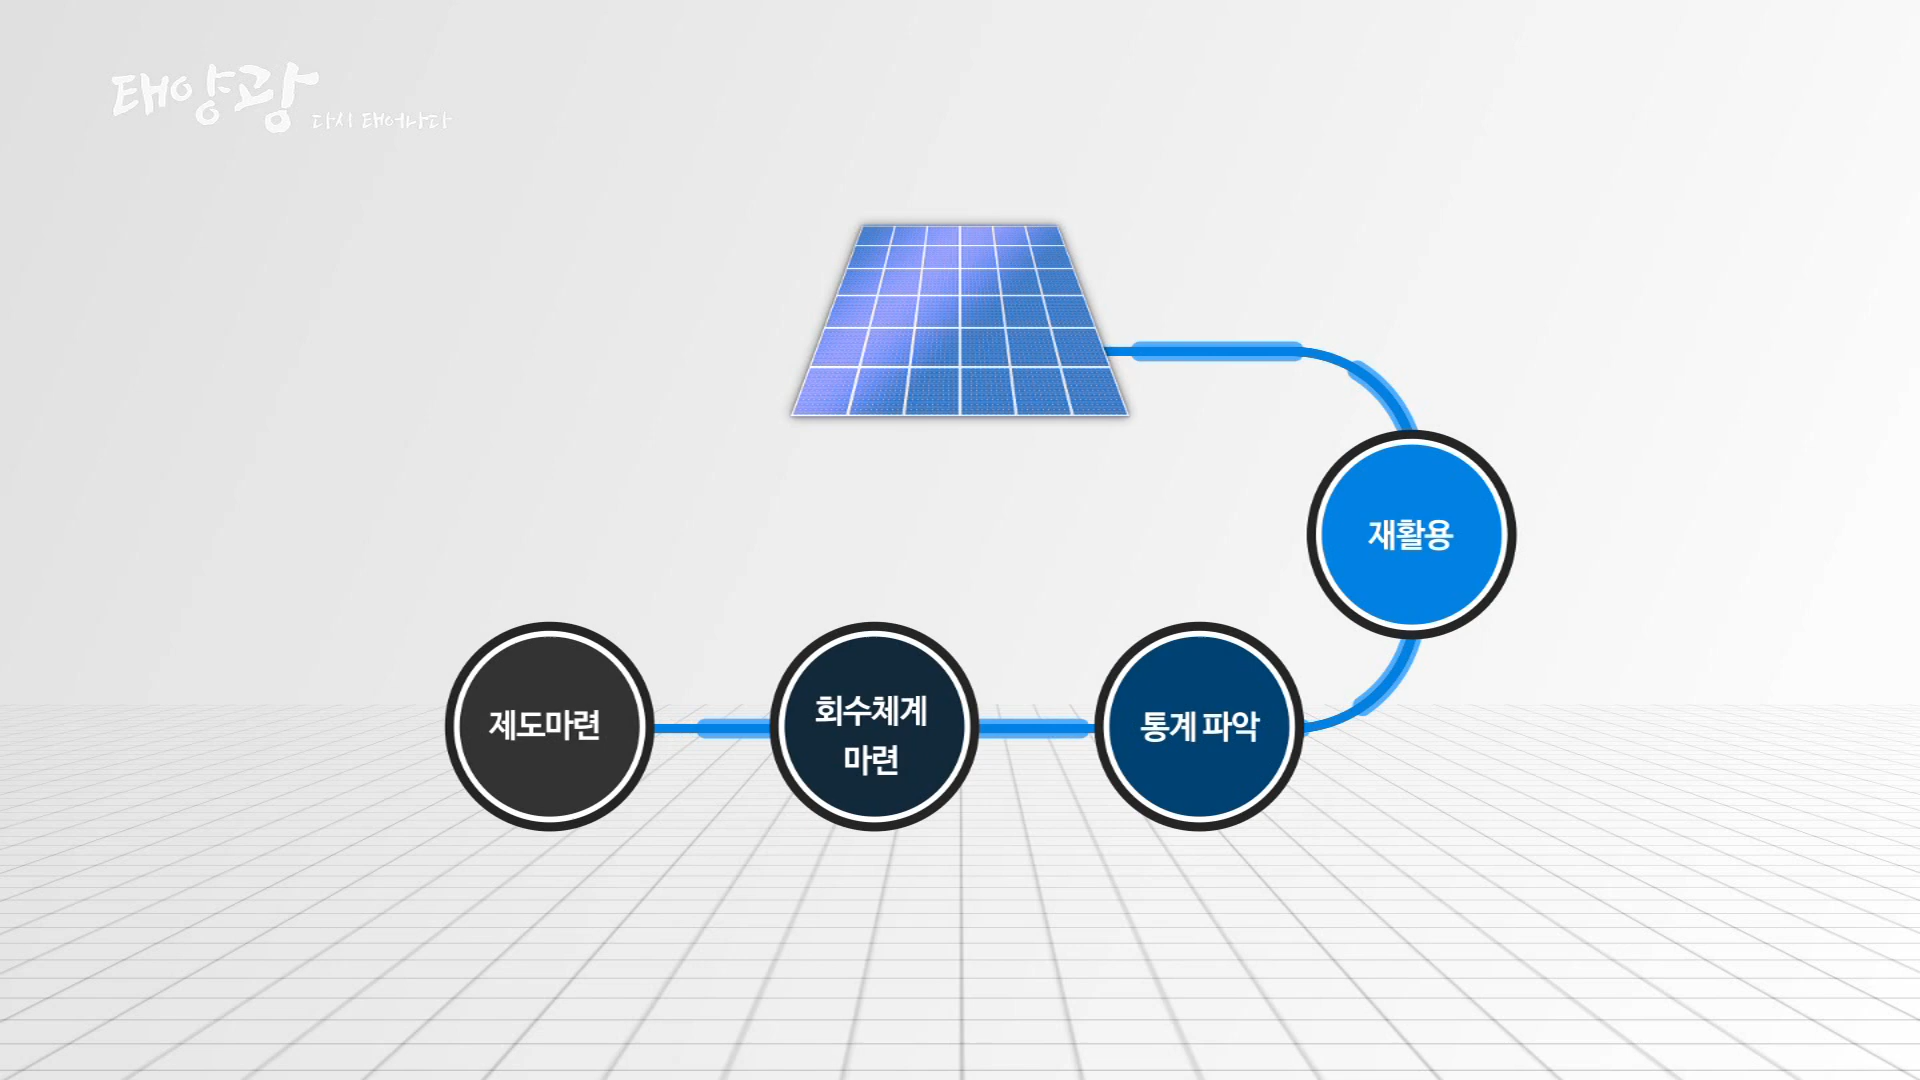 태양광
다시 태어나다
재활용
제도마련
회수체계
마련
통계 파악